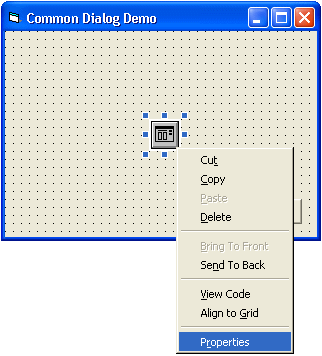 Common Dialog Demo
Cut
Copy
Paste
Delete
Bring To Front
Send To Back
View Code
Align to Grid
Properties